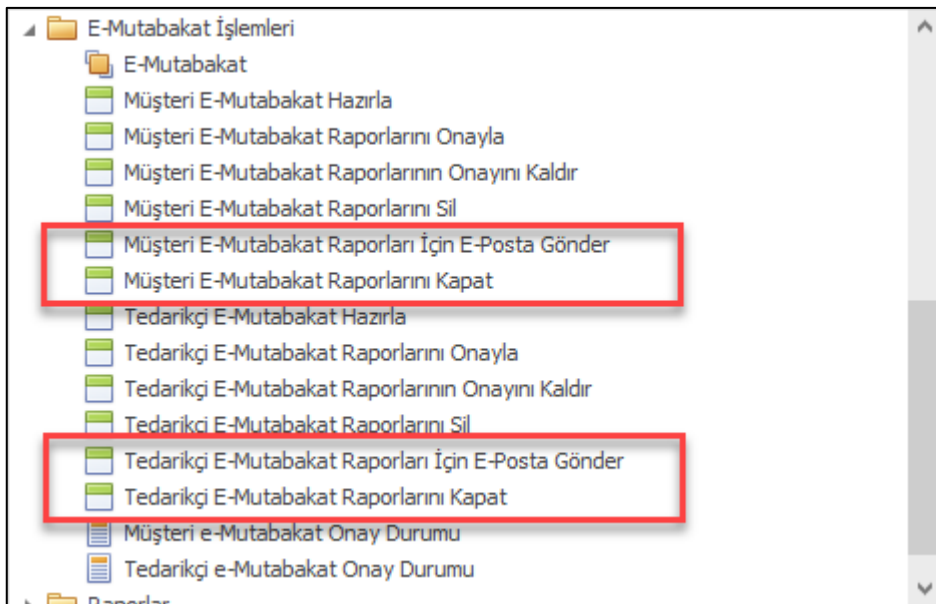 E-Mutabakat İşlemleri
E-Mutabakat
Müşteri E-Mutabakat Hazırla
Müşteri E-Mutabakat Raporlarını Onayla
Müşteri E-Mutabakat Raporlarının Onayını Kaldır
Müşteri E-Mutabakat Raporlarını Sil
Müşteri E-Mutabakat Raporları İçin E-Posta Gönder
Müşteri E-Mutabakat Raporlarını Kapat
Tedarikçi E-Mutabakat Hazırla
Tedarikçi E-Mutabakat Raporlarını Onayla
Tedarikçi E-Mutabakat Raporlarının Onayını Kaldır
Tedarikçi E-Mutabakat Raporlarını Sil
Tedarikçi E-Mutabakat Raporları İçin E-Posta Gönder
Tedarikçi E-Mutabakat Raporlarını Kapat
Müşteri e-Mutabakat Onay Durumu
Tedarikçi e-Mutabakat Onay Durumu
Raporlar